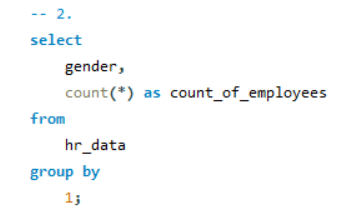 -- 2.
select
gender,
count(*) as count_of_employees
from
hr_data
group by
1;